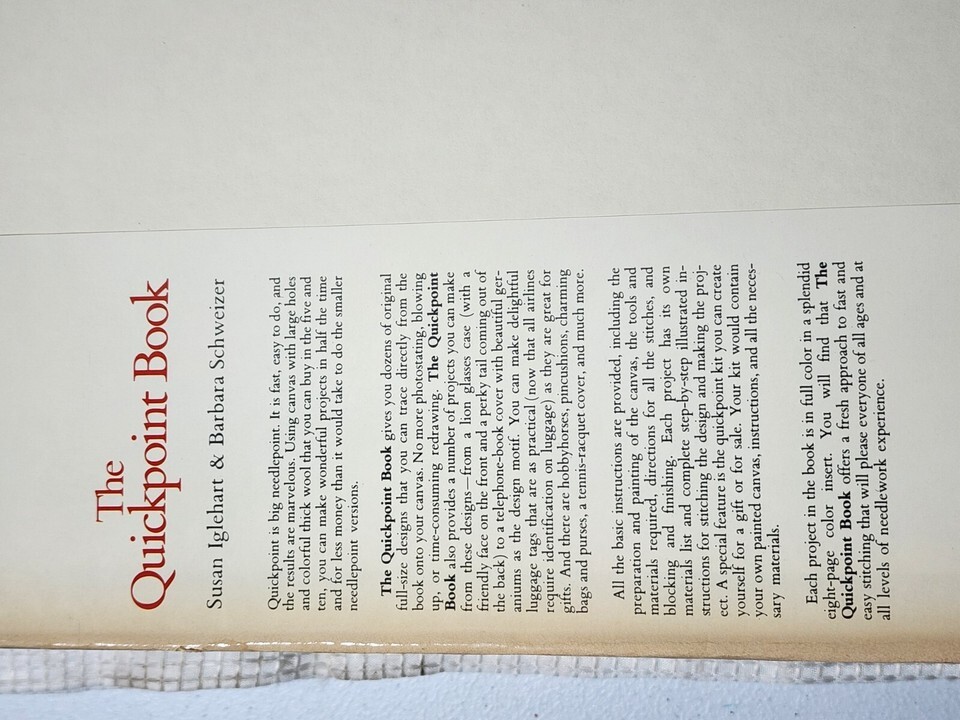 The
Quickpoint Book
Susan Iglehart & Barbara Schweizer
Quickpoint is big needlepoint. It is fast, easy to do, and
the results are marvelous. Using canvas with large holes
and colorful thick wool that you can buy in the five and
ten, you can make wonderful projects in half the time
and for less money than it would take to do the smaller
needlepoint versions.
The Quickpoint Book gives you dozens of original
full-size designs that you can trace directly from the
book onto your canvas. No more photostating, blowing
up, or time-consuming redrawing. The Quickpoint
Book also provides a number of projects you can make
from these designs—from a lion glasses case (with a
friendly face on the front and a perky tail coming out of
the back) to a telephone-book cover with beautiful ger-
aniums as the design motif. You can make delightful
luggage tags that are as practical (now that all airlines
require identification on luggage) as they are great for
gifts. And there are hobbyhorses, pincushions, charming
bags and purses, a tennis-racquet cover, and much more.
All the basic instructions are provided, including the
preparation and painting of the canvas, the tools and
materials required, directions for all the stitches, and
blocking and finishing. Each project has its own
materials list and complete step-by-step illustrated in-
structions for stitching the design and making the proj-
ect. A special feature is the quickpoint kit you can create
yourself for a gift or for sale. Your kit would contain
your own painted canvas, instructions, and all the neces-
sary materials.
Each project in the book is in full color in a splendid
eight-page color insert. You will find that The
Quickpoint Book offers a fresh approach to fast and
easy stitching that will please everyone of all ages and at
all levels of needlework experience.